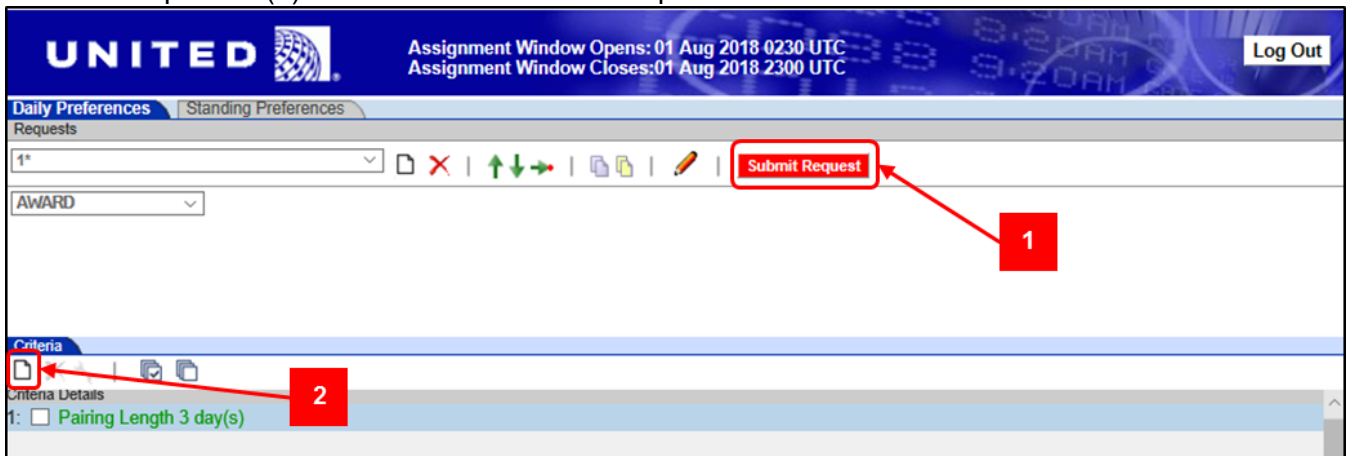 UNITED
Assignment Window Opens: 01 Aug 2018 0230 UTC
Assignment Window Closes:01 Aug 2018 2300 UTC
Log Out
Daily Preferences
Standing Preferences
Requests
1*
Submit Request
AWARD
1
Criteria
2
Criteria Details
1: Pairing Length 3 day(s)